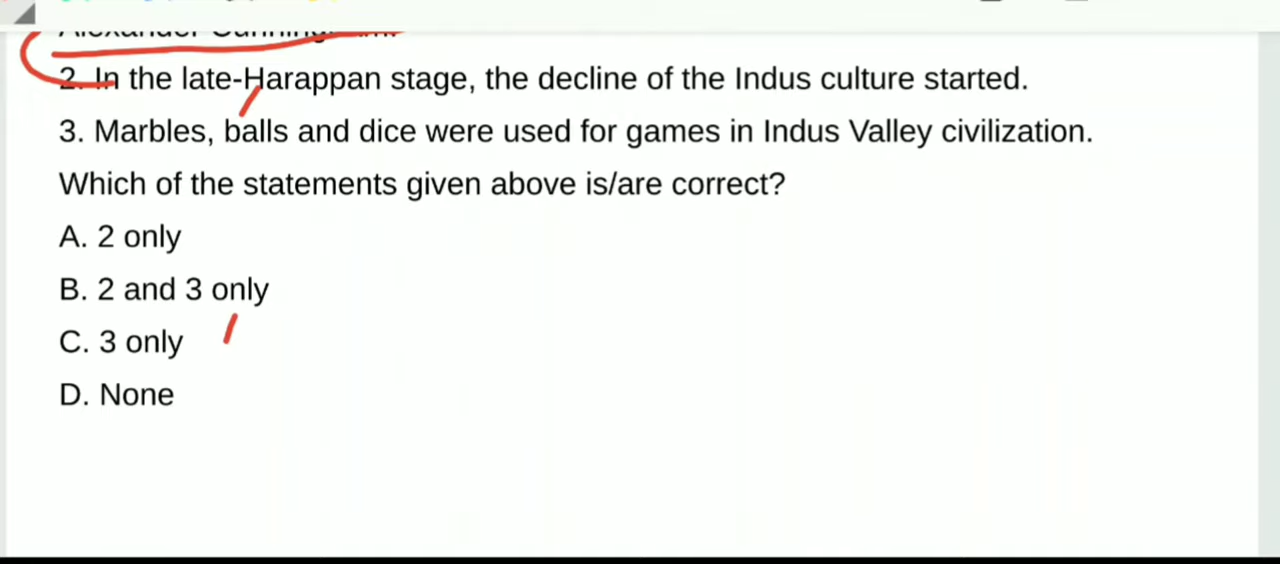 2. In the late-Harappan stage, the decline of the Indus culture started.
3. Marbles, balls and dice were used for games in Indus Valley civilization.
Which of the statements given above is/are correct?
A. 2 only
B. 2 and 3 only
C. 3 only
D. None